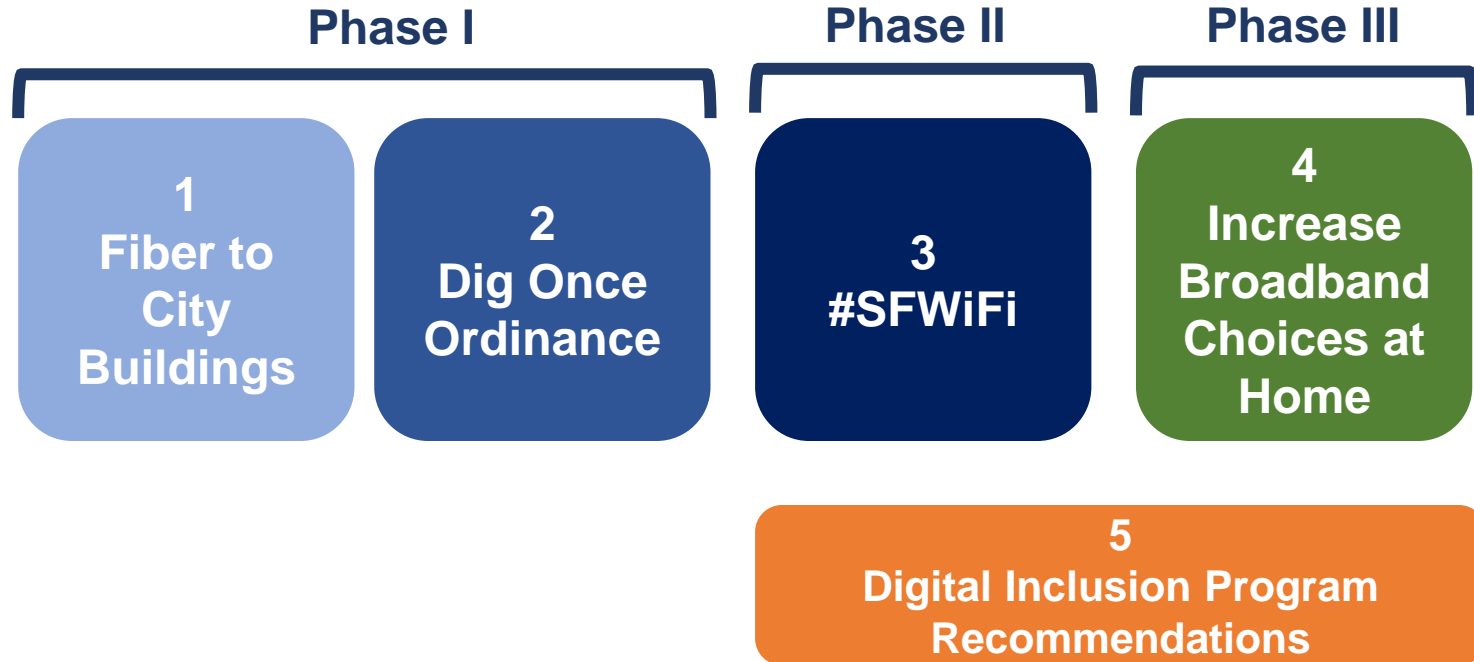 Phase I
Phase II
Phase III
1
Fiber to
City
Buildings
2
Dig Once
Ordinance
3
#SFWiFi
4
Increase
Broadband
Choices at
Home
5
Digital Inclusion Program
Recommendations